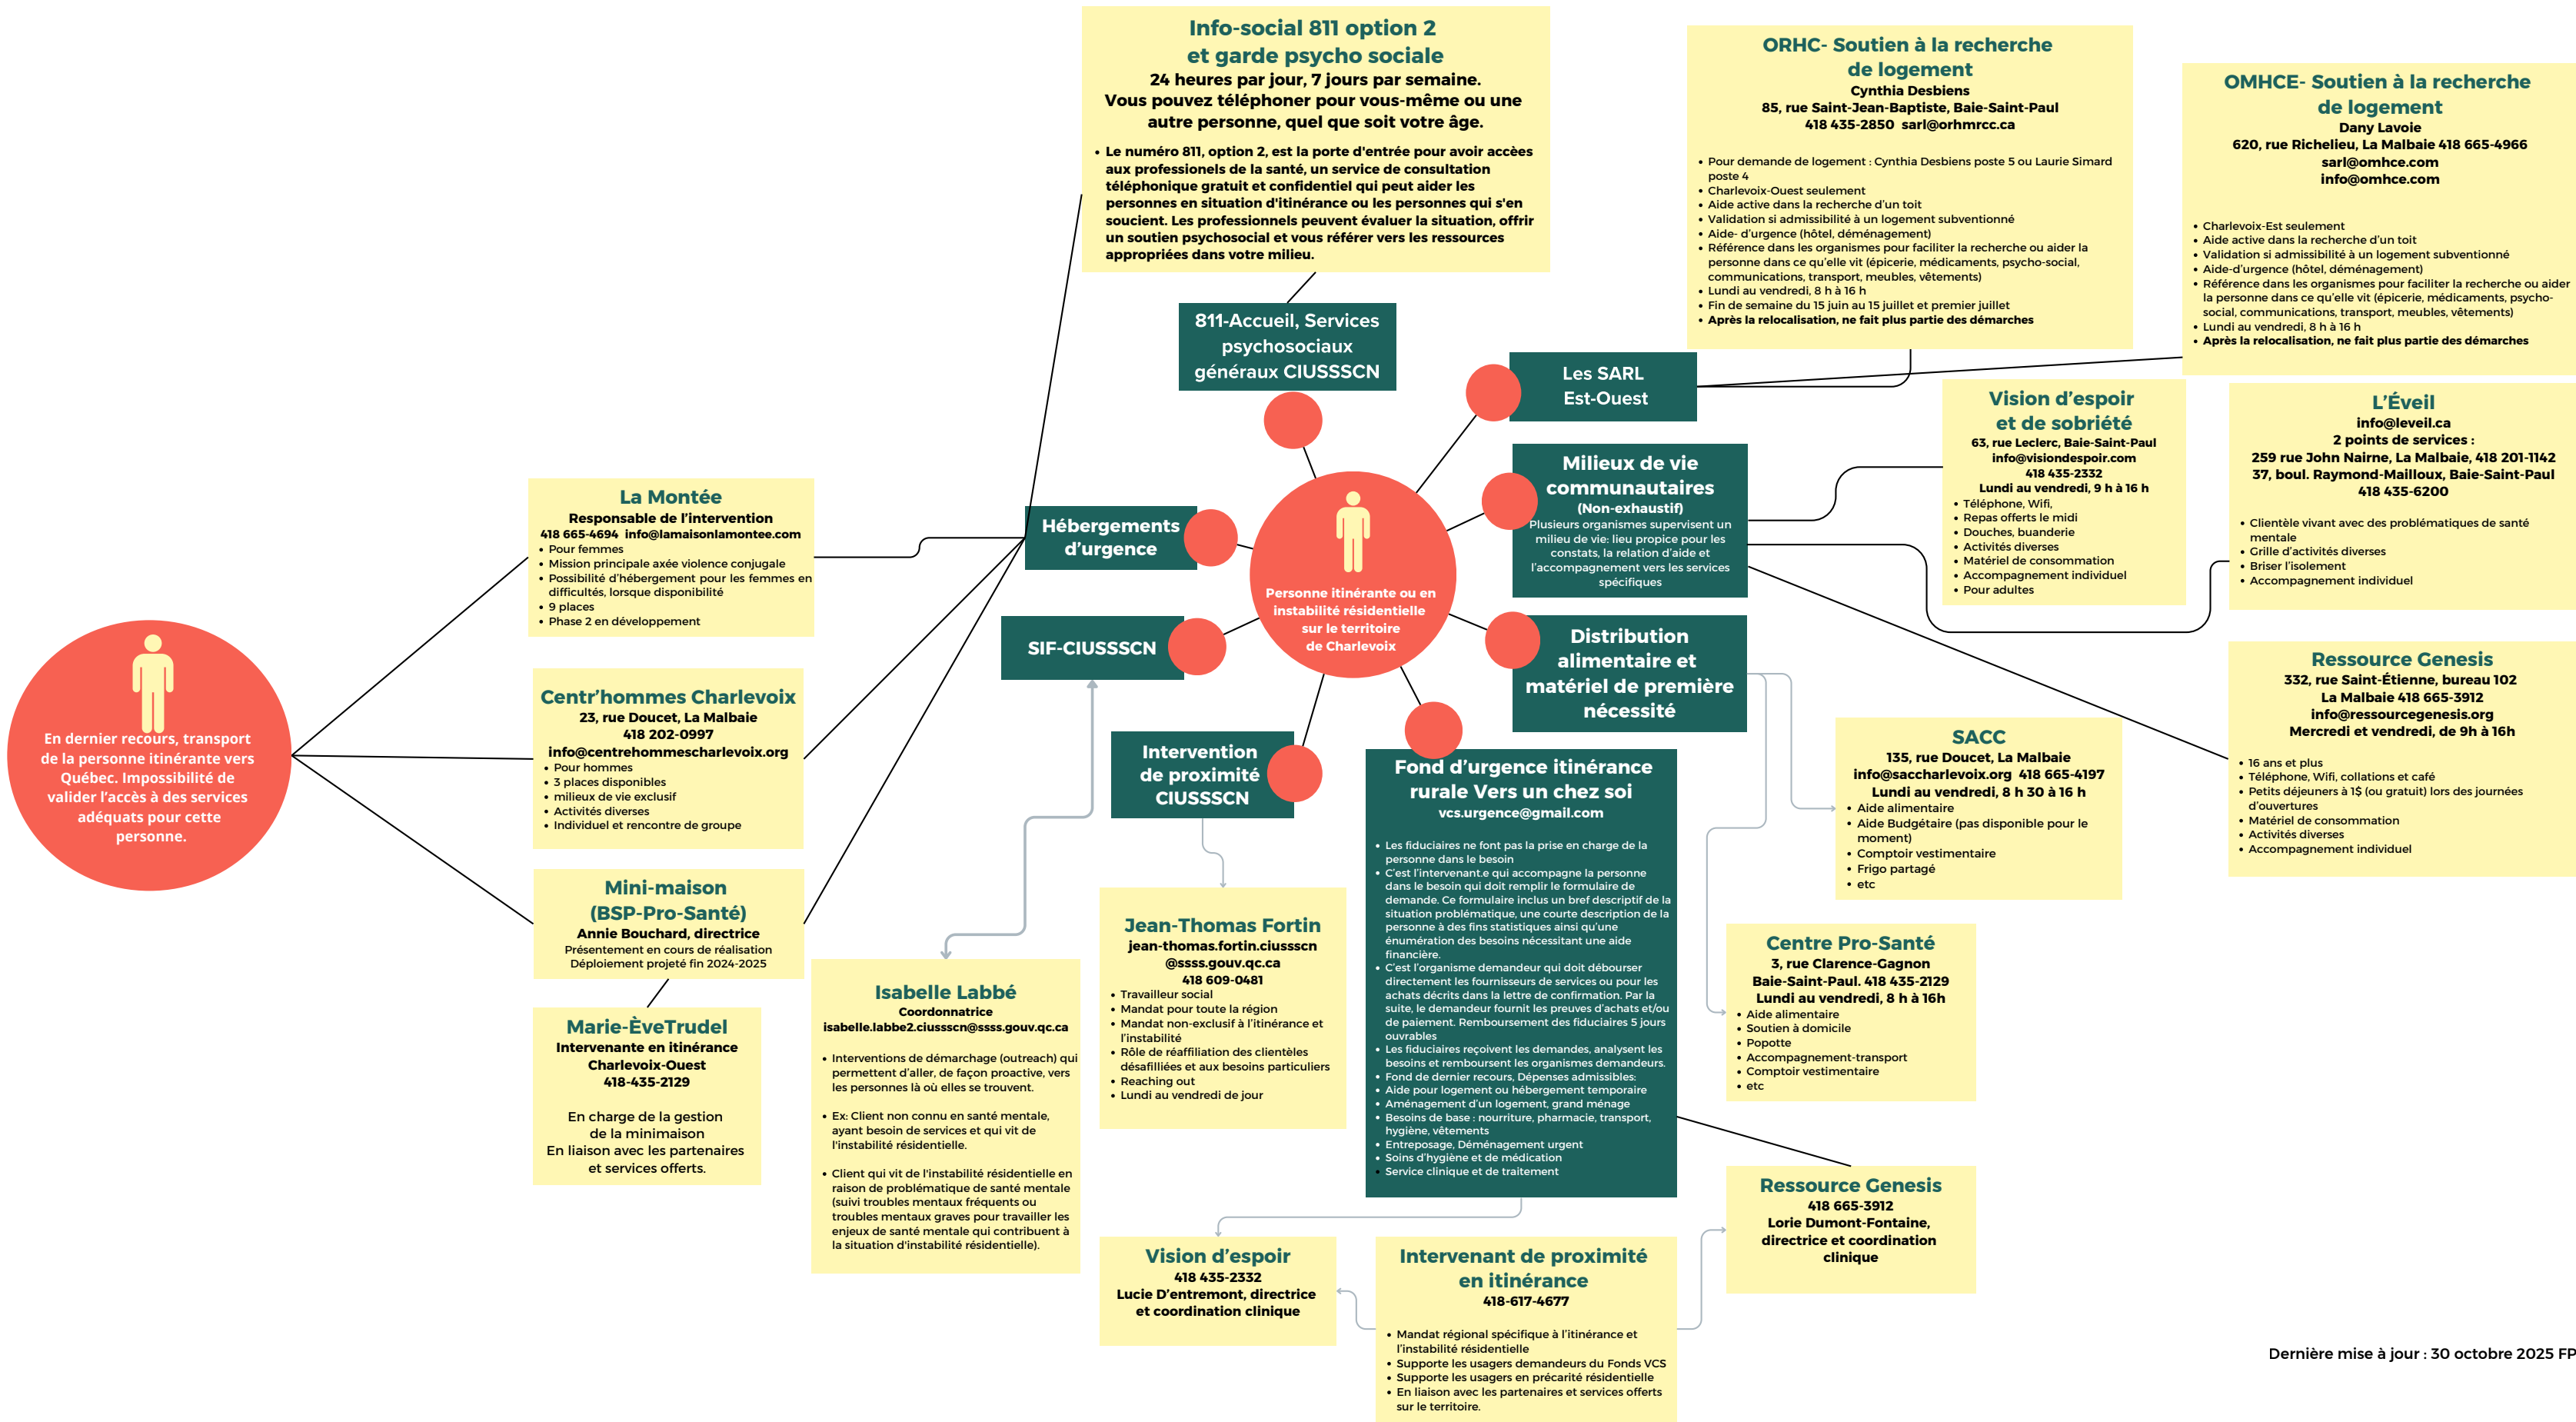 Info-social 811 option 2
et garde psycho sociale
24 heures par jour, 7 jours par semaine.
Vous pouvez téléphoner pour vous-même ou une
autre personne, quel que soit votre âge.
• Le numéro 811, option 2, est la porte d'entrée pour avoir accèes
aux professionels de la santé, un service de consultation
téléphonique gratuit et confidentiel qui peut aider les
personnes en situation d'itinérance ou les personnes qui s'en
soucient. Les professionnels peuvent évaluer la situation, offrir
un soutien psychosocial et vous référer vers les ressources
appropriées dans votre milieu.
ORHC- Soutien à la recherche
de logement
Cynthia Desbiens
85, rue Saint-Jean-Baptiste, Baie-Saint-Paul
418 435-2850 sarl@orhmrcc.ca
• Pour demande de logement : Cynthia Desbiens poste 5 ou Laurie Simard
poste 4
• Charlevoix-Ouest seulement
• Aide active dans la recherche d'un toit
• Validation si admissibilité à un logement subventionné
• Aide- d'urgence (hôtel, déménagement)
• Référence dans les organismes pour faciliter la recherche ou aider la
personne dans ce qu'elle vit (épicerie, médicaments, psycho-social,
communications, transport, meubles, vêtements)
• Lundi au vendredi, 8 h à 16 h
• Fin de semaine du 15 juin au 15 juillet et premier juillet
• Après la relocalisation, ne fait plus partie des démarches
OMHCE- Soutien à la recherche
de logement
Dany Lavoie
620, rue Richelieu, La Malbaie 418 665-4966
sarl@omhce.com
info@omhce.com
• Charlevoix-Est seulement
• Aide active dans la recherche d'un toit
• Validation si admissibilité à un logement subventionné
• Aide-d'urgence (hôtel, déménagement)
• Référence dans les organismes pour faciliter la recherche ou aider
la personne dans ce qu'elle vit (épicerie, médicaments, psycho-
social, communications, transport, meubles, vêtements)
• Lundi au vendredi, 8 h à 16 h
• Après la relocalisation, ne fait plus partie des démarches
811-Accueil, Services
psychosociaux
généraux CIUSSSCN
Les SARL
Est-Ouest
Vision d'espoir
et de sobriété
63, rue Leclerc, Baie-Saint-Paul
info@visiondespoir.com
418 435-2332
Lundi au vendredi, 9 h à 16 h
• Téléphone, Wifi,
• Repas offerts le midi
• Douches, buanderie
• Activités diverses
• Matériel de consommation
• Accompagnement individuel
• Pour adultes
L'Éveil
info@leveil.ca
2 points de services :
259 rue John Nairne, La Malbaie, 418 201-1142
37, boul. Raymond-Mailloux, Baie-Saint-Paul
418 435-6200
• Clientèle vivant avec des problématiques de santé
mentale
• Grille d'activités diverses
• Briser l'isolement
• Accompagnement individuel
Milieux de vie
communautaires
(Non-exhaustif)
Plusieurs organismes supervisent un
milieu de vie: lieu propice pour les
constats, la relation d'aide et
l'accompagnement vers les services
spécifiques
La Montée
Responsable de l'intervention
418 665-4694 info@lamaisonlamontee.com
• Pour femmes
• Mission principale axée violence conjugale
• Possibilité d'hébergement pour les femmes en
difficultés, lorsque disponibilité
• 9 places
• Phase 2 en développement
Hébergements
d'urgence
Personne itinérante ou en
instabilité résidentielle
sur le territoire
de Charlevoix
SIF-CIUSSSCN
Distribution
alimentaire et
matériel de première
nécessité
Ressource Genesis
332, rue Saint-Étienne, bureau 102
La Malbaie 418 665-3912
info@ressourcegenesis.org
Mercredi et vendredi, de 9h à 16h
• 16 ans et plus
• Téléphone, Wifi, collations et café
• Petits déjeuners à 1$ (ou gratuit) lors des journées
d'ouvertures
• Matériel de consommation
• Activités diverses
• Accompagnement individuel
En dernier recours, transport
de la personne itinérante vers
Québec. Impossibilité de
valider l'accès à des services
adéquats pour cette
personne.
Centr'hommes Charlevoix
23, rue Doucet, La Malbaie
418 202-0997
info@centrehommescharlevoix.org
• Pour hommes
• 3 places disponibles
• milieux de vie exclusif
• Activités diverses
• Individuel et rencontre de groupe
Intervention
de proximité
CIUSSSCN
SACC
135, rue Doucet, La Malbaie
info@saccharlevoix.org 418 665-4197
Lundi au vendredi, 8 h 30 à 16 h
• Aide alimentaire
• Aide Budgétaire (pas disponible pour le
moment)
• Comptoir vestimentaire
• Frigo partagé
• etc
Fond d'urgence itinérance
rurale Vers un chez soi
vcs.urgence@gmail.com
• Les fiduciaires ne font pas la prise en charge de la
personne dans le besoin
• C'est l'intervenant.e qui accompagne la personne
dans le besoin qui doit remplir le formulaire de
demande. Ce formulaire inclus un bref descriptif de la
situation problématique, une courte description de la
personne à des fins statistiques ainsi qu'une
énumération des besoins nécessitant une aide
financière.
• C'est l'organisme demandeur qui doit débourser
directement les fournisseurs de services ou pour les
achats décrits dans la lettre de confirmation. Par la
suite, le demandeur fournit les preuves d'achats et/ou
de paiement. Remboursement des fiduciaires 5 jours
ouvrables
• Les fiduciaires reçoivent les demandes, analysent les
besoins et remboursent les organismes demandeurs.
• Fond de dernier recours, Dépenses admissibles:
• Aide pour logement ou hébergement temporaire
• Aménagement d'un logement, grand ménage
• Besoins de base : nourriture, pharmacie, transport,
hygiène, vêtements
• Entreposage, Déménagement urgent
• Soins d'hygiène et de médication
• Service clinique et de traitement
Mini-maison
(BSP-Pro-Santé)
Annie Bouchard, directrice
Présentement en cours de réalisation
Déploiement projeté fin 2024-2025
Marie-ÈveTrudel
Intervenante en itinérance
Charlevoix-Ouest
418-435-2129
En charge de la gestion
de la minimaison
En liaison avec les partenaires
et services offerts.
Isabelle Labbé
Coordonnatrice
isabelle.labbe2.ciussscn@ssss.gouv.qc.ca
• Interventions de démarchage (outreach) qui
permettent d'aller, de façon proactive, vers
les personnes là où elles se trouvent.
• Ex: Client non connu en santé mentale,
ayant besoin de services et qui vit de
l'instabilité résidentielle.
• Client qui vit de l'instabilité résidentielle en
raison de problématique de santé mentale
(suivi troubles mentaux fréquents ou
troubles mentaux graves pour travailler les
enjeux de santé mentale qui contribuent à
la situation d'instabilité résidentielle).
Jean-Thomas Fortin
jean-thomas.fortin.ciussscn
@ssss.gouv.qc.ca
418 609-0481
• Travailleur social
• Mandat pour toute la région
• Mandat non-exclusif à l'itinérance et
l'instabilité
• Rôle de réaffiliation des clientèles
désafilliées et aux besoins particuliers
• Reaching out
• Lundi au vendredi de jour
Centre Pro-Santé
3, rue Clarence-Gagnon
Baie-Saint-Paul. 418 435-2129
Lundi au vendredi, 8 h à 16h
• Aide alimentaire
• Soutien à domicile
• Popotte
• Accompagnement-transport
• Comptoir vestimentaire
• etc
Ressource Genesis
418 665-3912
Lorie Dumont-Fontaine,
directrice et coordination
clinique
Vision d'espoir
418 435-2332
Lucie D'entremont, directrice
et coordination clinique
Intervenant de proximité
en itinérance
418-617-4677
• Mandat régional spécifique à l'itinérance et
l'instabilité résidentielle
• Supporte les usagers demandeurs du Fonds VCS
• Supporte les usagers en précarité résidentielle
• En liaison avec les partenaires et services offerts
sur le territoire.
Dernière mise à jour : 30 octobre 2025 FP